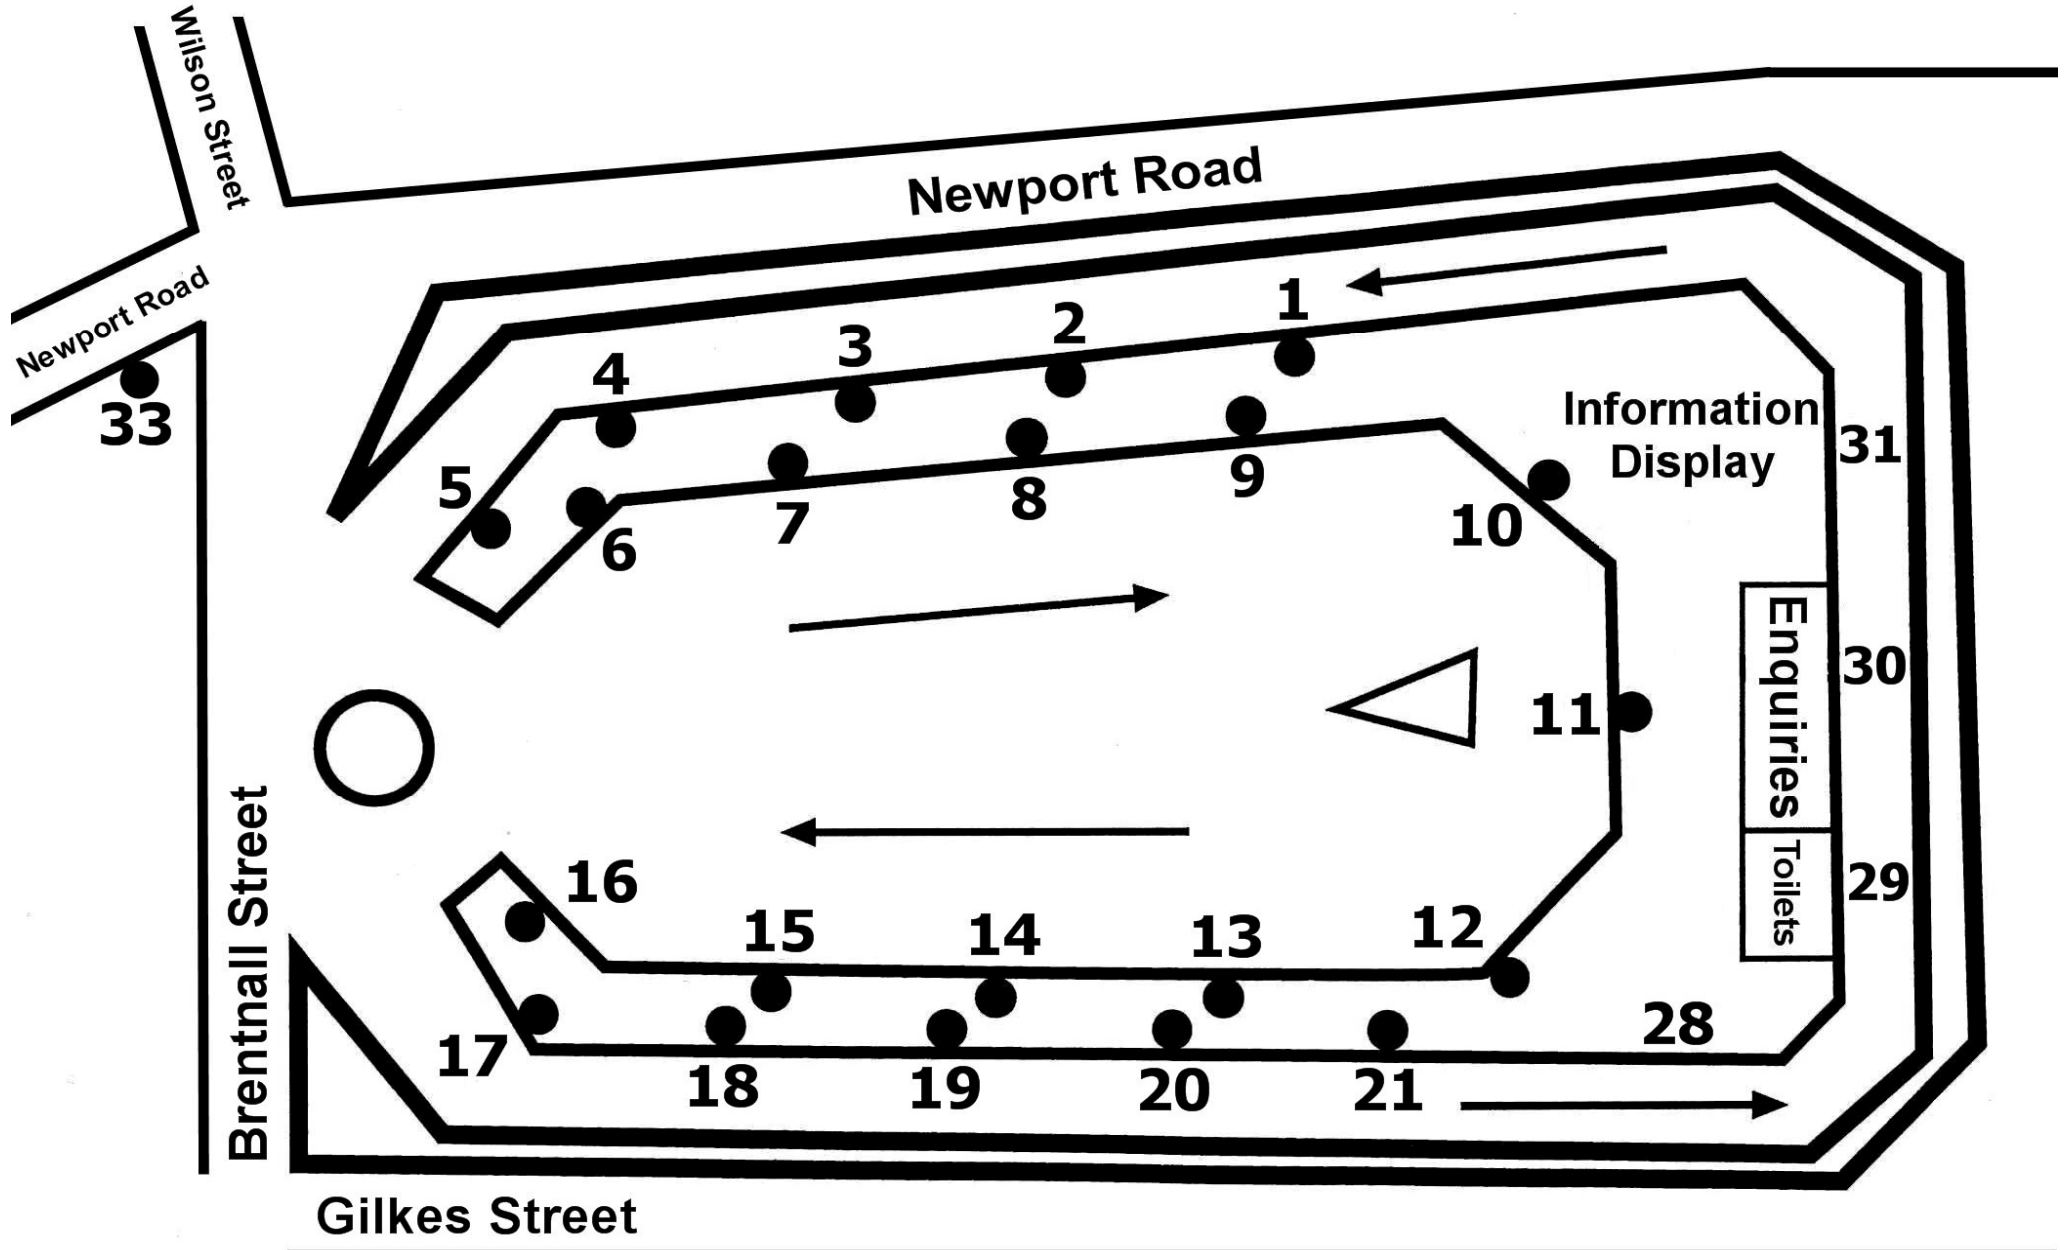 Wilson Street
Newport Road
Newport Road
33
1
2
3
4
5
6
7
8
9
10
Information
Display
31
Enquiries
30
11
Toilets
29
16
15
14
13
12
28
17
18
19
20
21
Brentnall Street
Gilkes Street